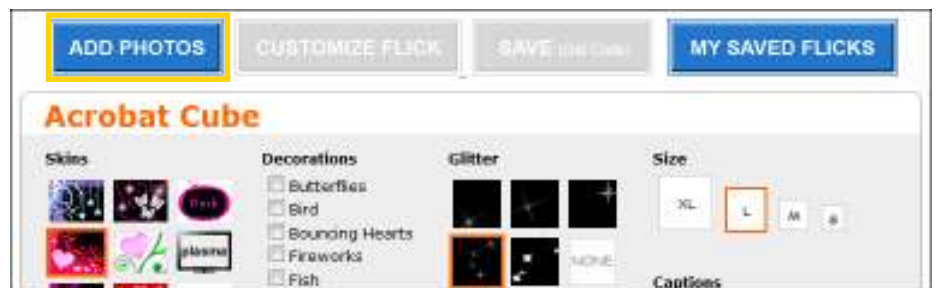 ADD PHOTOS
CUSTOMIZE FLICK
SAVE
MY SAVED FLICKS
Acrobat Cube
Skins
Decorations
Glitter
Size
Butterflies
Bird
Bouncing Hearts
Fireworks
Fish
plasma
NONE
XL
L
M
Captions